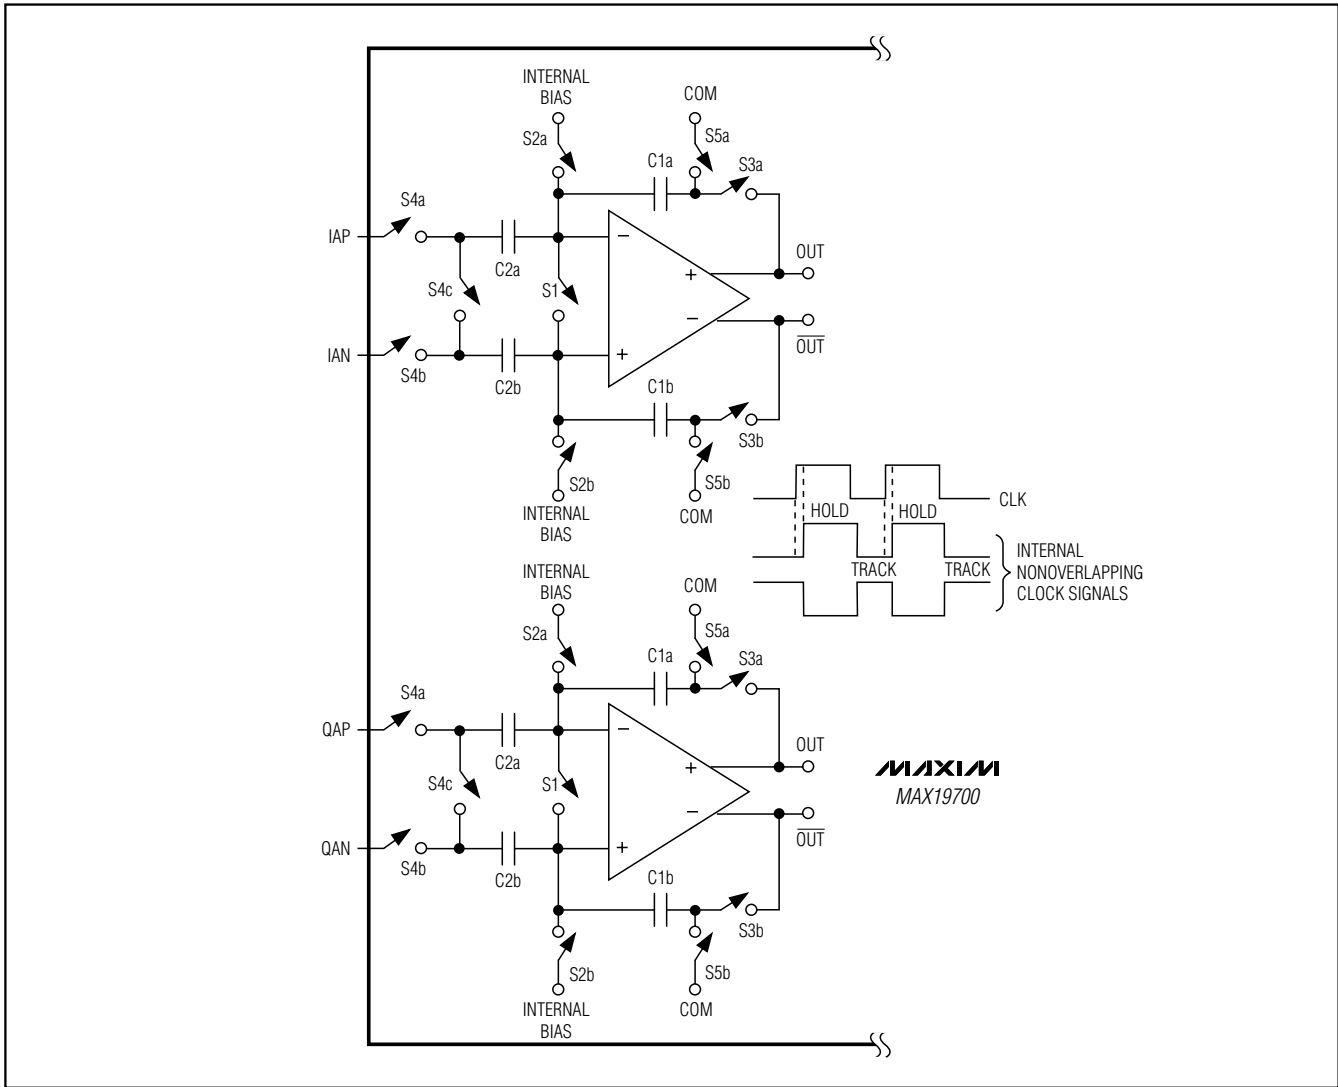 INTERNAL
BIAS
COM
S2a
S5a
C1a
S3a
S4a
IAP
−
OUT
C2a
+
S4c
S1
−
IAN
+
OUT
S4b
C2b
C1b
S3b
S2b
S5b
INTERNAL
BIAS
COM
CLK
HOLD
HOLD
TRACK
TRACK
INTERNAL
NONOVERLAPPING
CLOCK SIGNALS
INTERNAL
BIAS
COM
S2a
S5a
C1a
S3a
S4a
QAP
−
OUT
C2a
+
S4c
S1
−
QAN
+
OUT
S4b
C2b
C1b
S3b
S2b
S5b
INTERNAL
BIAS
COM
MAXIM
MAX19700